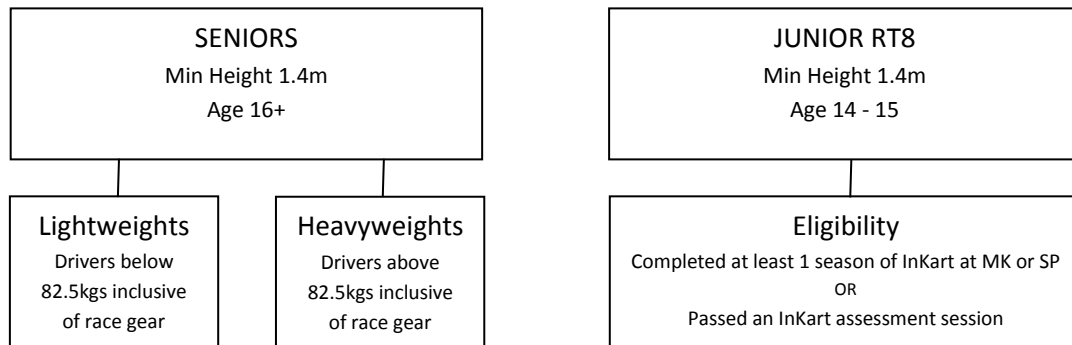 SENIORS
Min Height 1.4m
Age 16+
JUNIOR RT8
Min Height 1.4m
Age 14 - 15
Lightweights
Drivers below
82.5kgs inclusive
of race gear
Heavyweights
Drivers above
82.5kgs inclusive
of race gear
Eligibility
Completed at least 1 season of InKart at MK or SP
OR
Passed an InKart assessment session